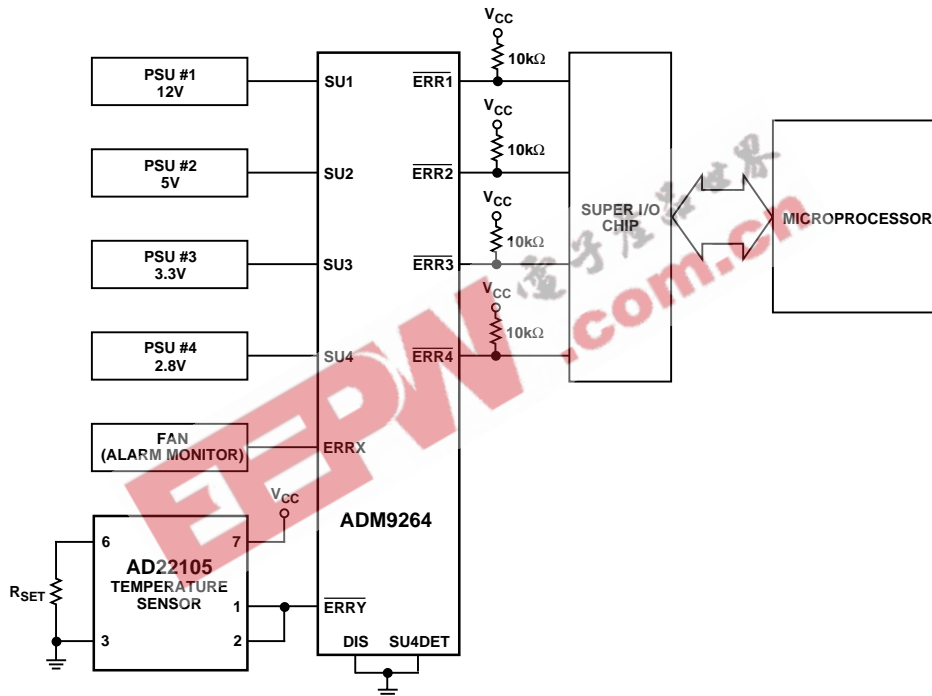 PSU #1
12V
PSU #2
5V
PSU #3
3.3V
PSU #4
2.8V
FAN
(ALARM MONITOR)
SU1
SU2
SU3
SU4
ERRX
ERRY
ADM9264
DIS SU4DET
ERR1
ERR2
ERR3
ERR4
VCC
10kΩ
VCC
10kΩ
VCC
10kΩ
VCC
10kΩ
SUPER I/O
CHIP
MICROPROCESSOR
VCC
6
7
AD22105
TEMPERATURE
SENSOR
1
3
2
RSET
EEPW.com.cn
電子產品世界